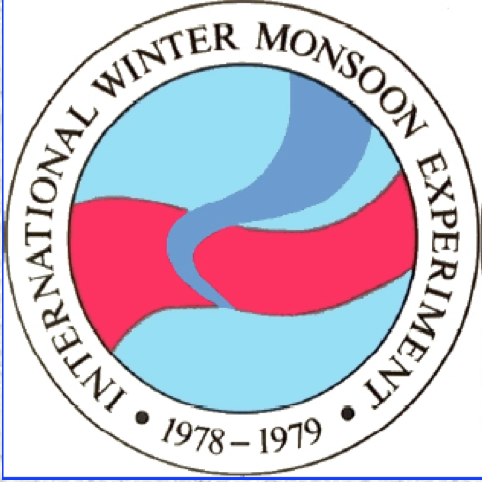 INTERNATIONAL WINTER MONSOON EXPERIMENT
• 1978–1979 •